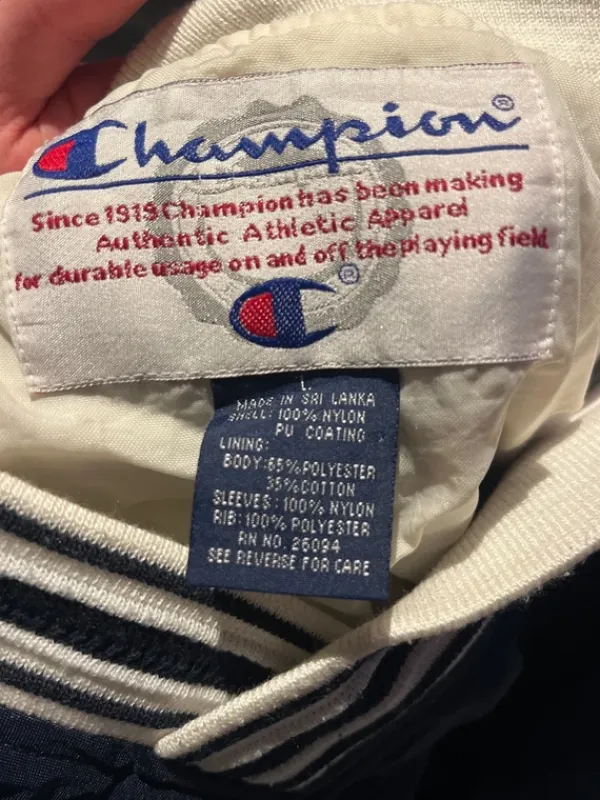 Champion®
Since 1919 Champion has been making
Authentic Athletic Apparel
for durable usage on and off the playing field
®
L
MADE IN SRI LANKA
SHELL: 100% NYLON
PU COATING
LINING:
BODY:65%POLYESTER
35%COTTON
SLEEVES:100% NYLON
RIB:100% POLYESTER
RN NO. 26094
SEE REVERSE FOR CARE